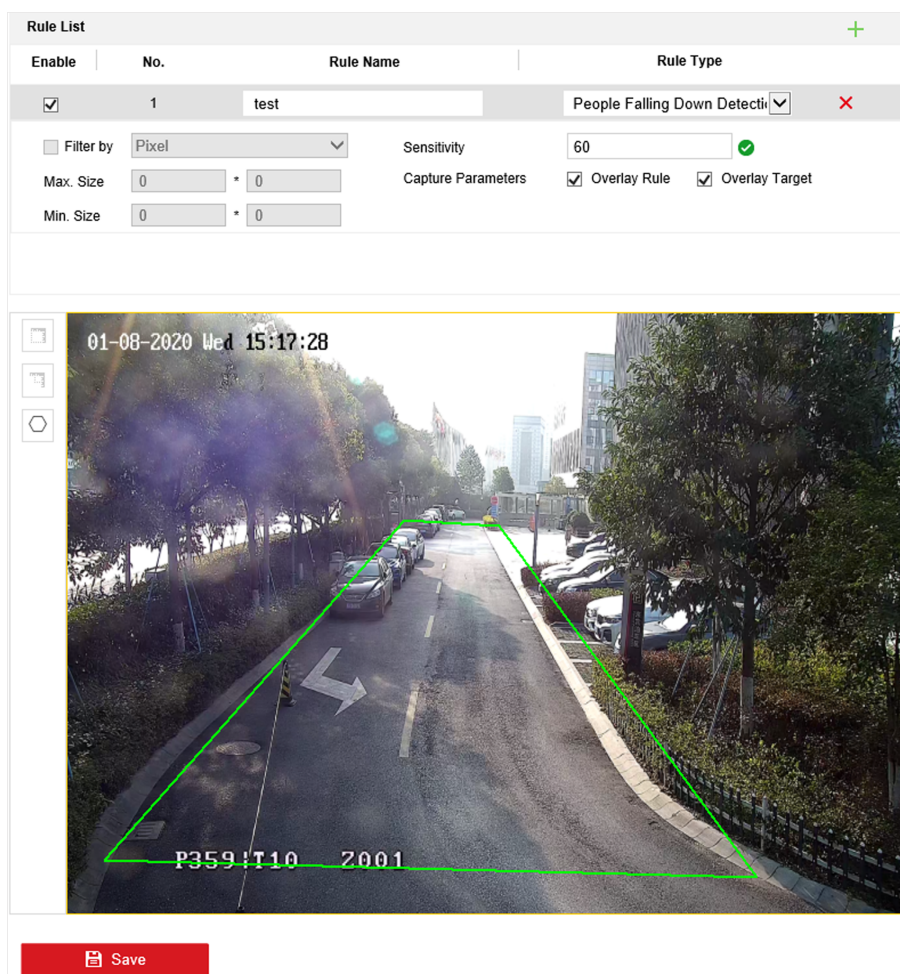 Rule List
Enable No. Rule Name Rule Type
1 test People Falling Down Detectic
Filter by Pixel Sensitivity 60
Max. Size 0 * 0 Capture Parameters Overlay Rule Overlay Target
Min. Size 0 * 0
01-08-2020 Wed 15:17:28
P359!T10 Z001
Save